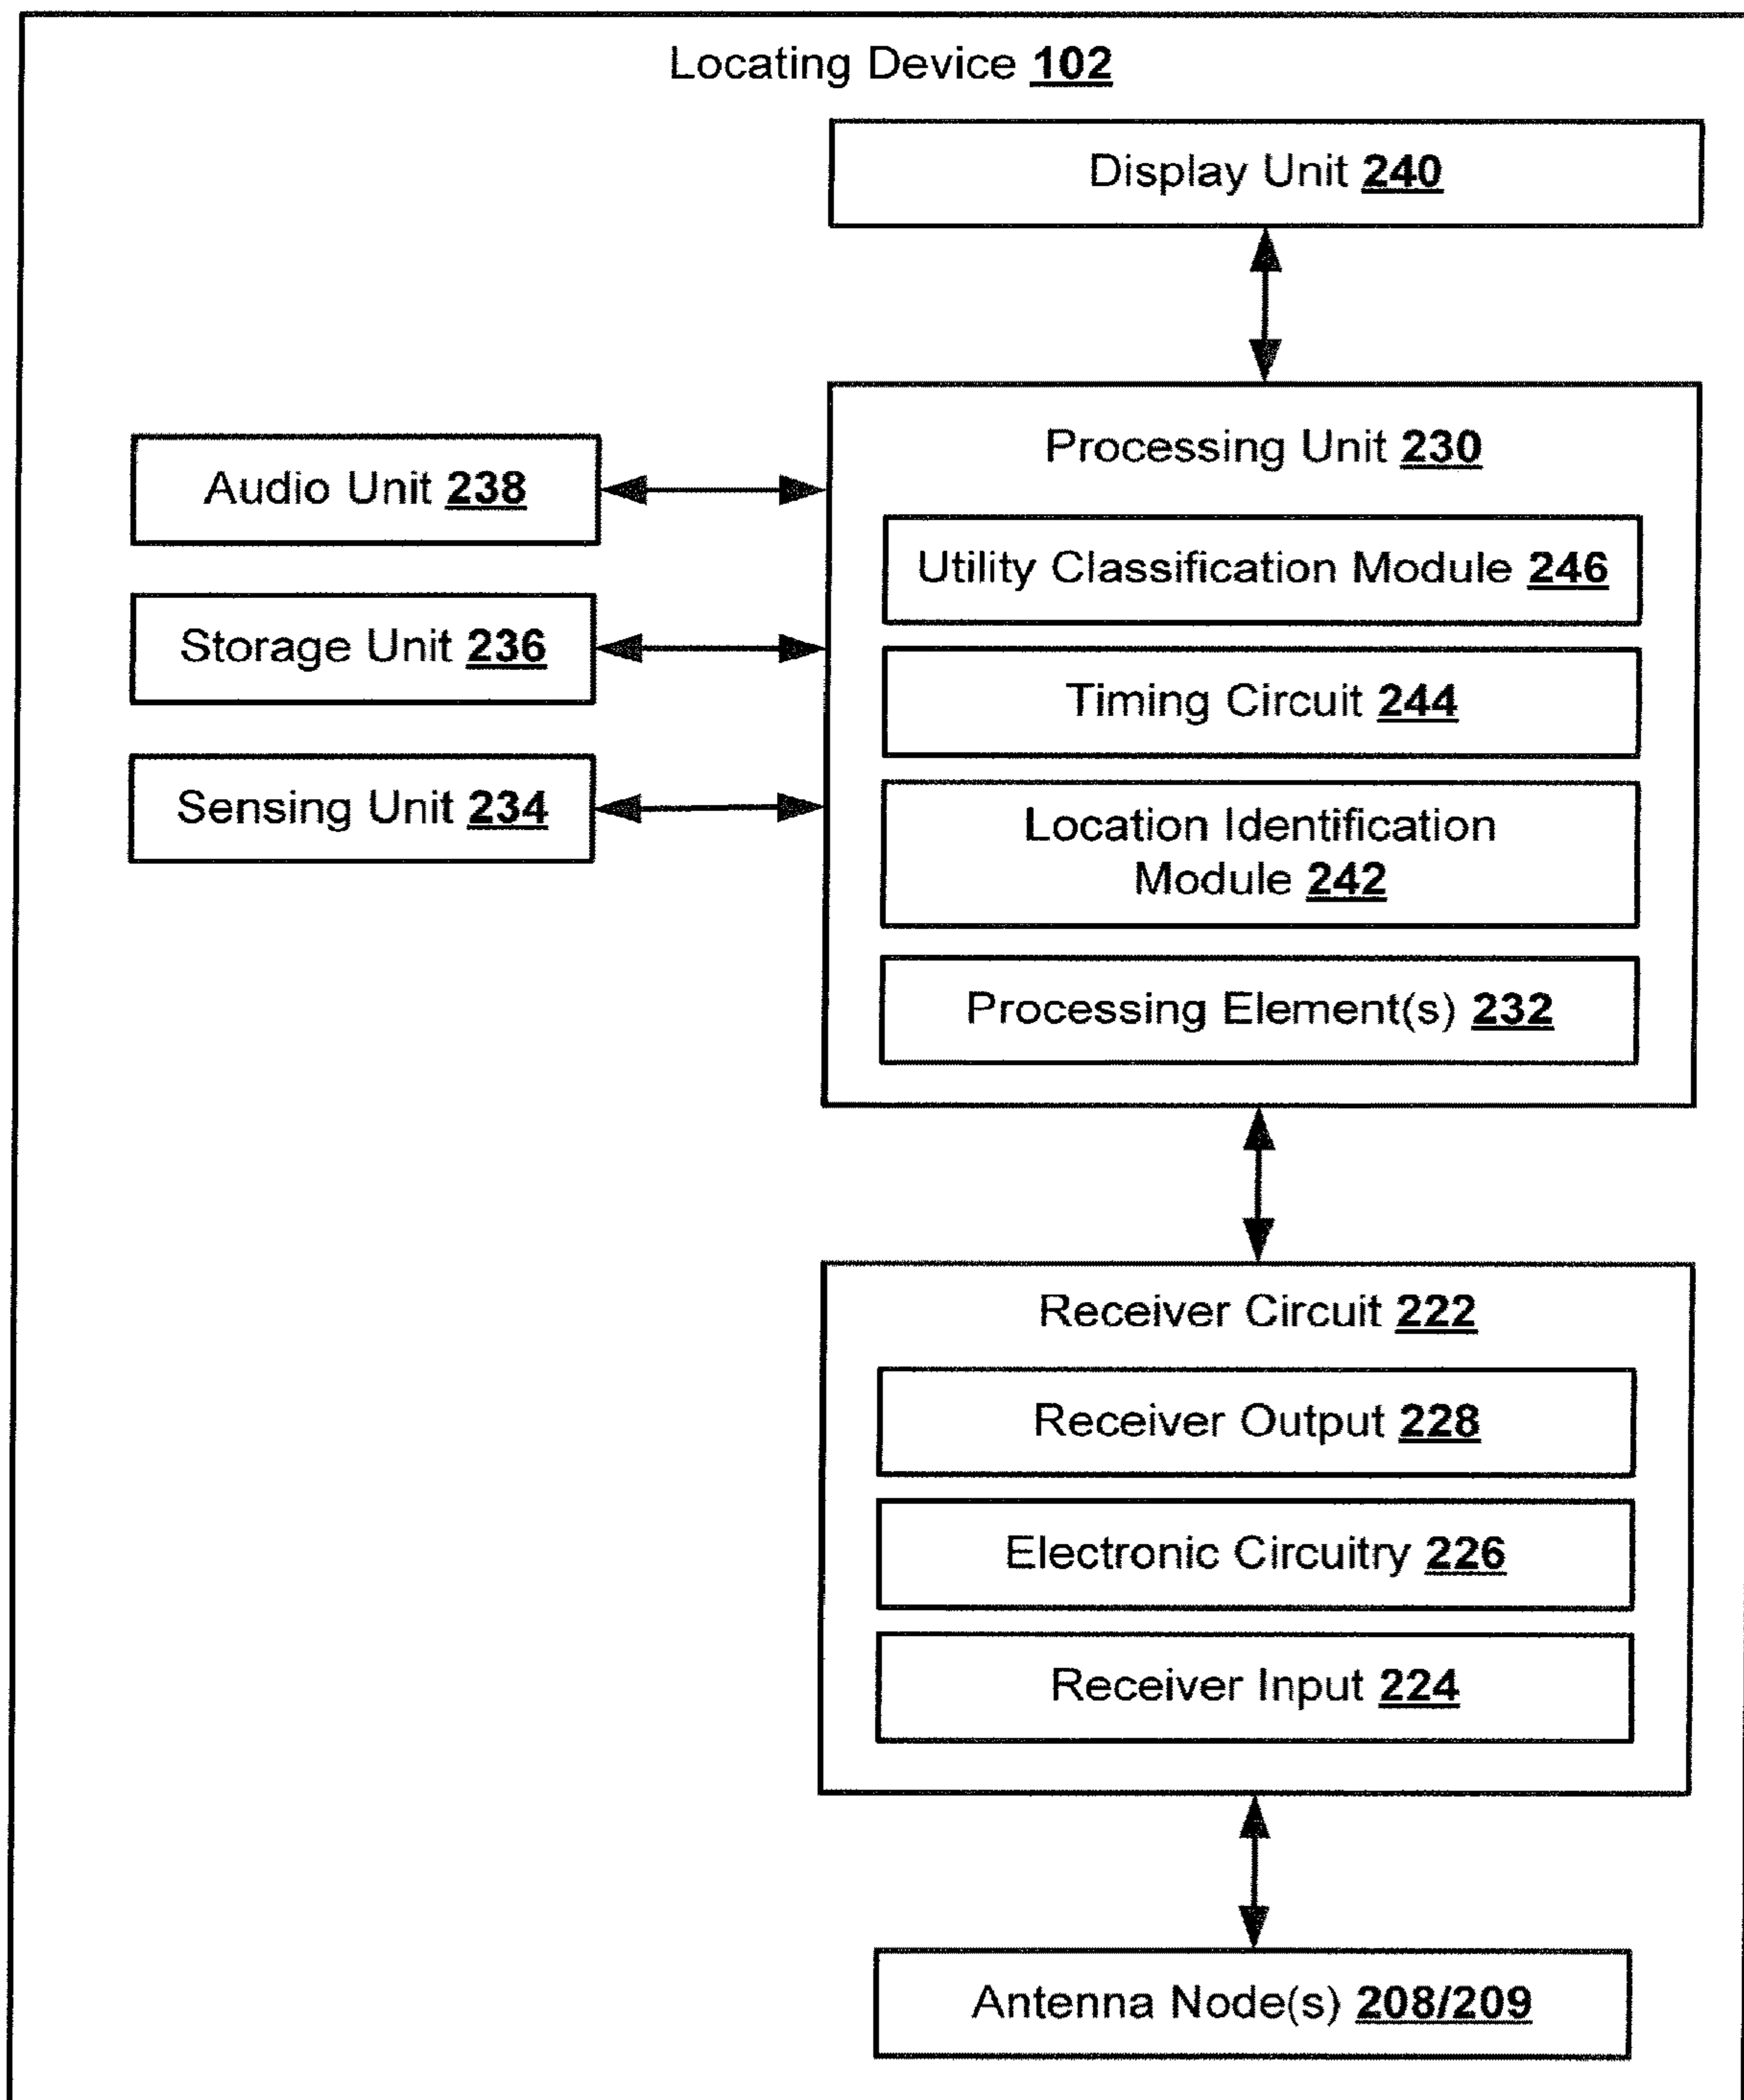 Locating Device 102
Display Unit 240
Processing Unit 230
Audio Unit 238
Utility Classification Module 246
Storage Unit 236
Timing Circuit 244
Sensing Unit 234
Location Identification
Module 242
Processing Element(s) 232
Receiver Circuit 222
Receiver Output 228
Electronic Circuitry 226
Receiver Input 224
Antenna Node(s) 208/209